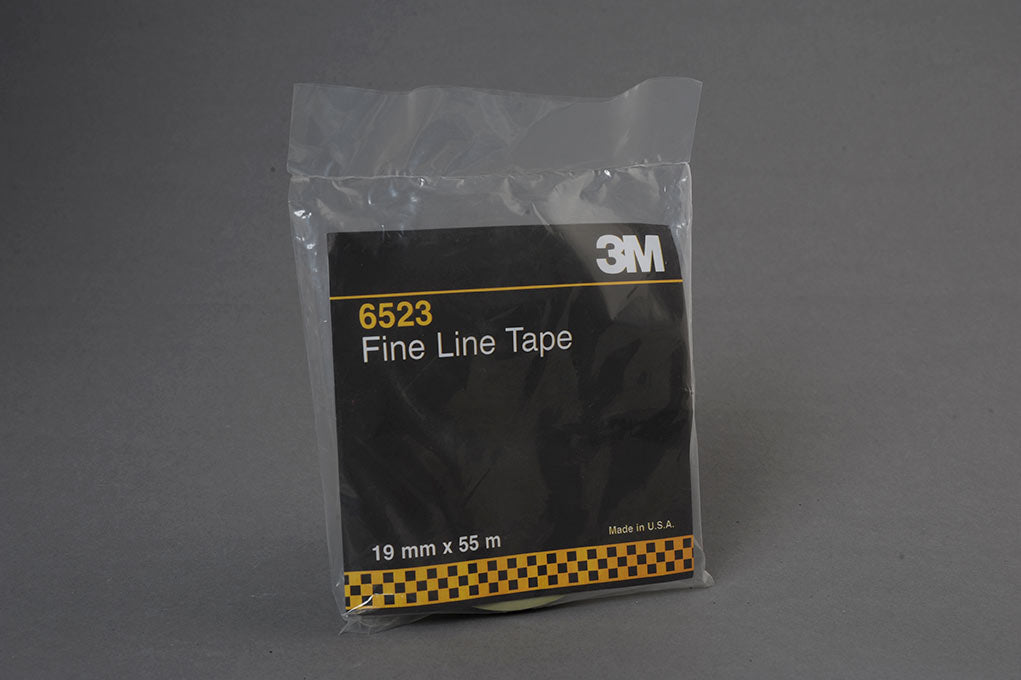 3M
6523
Fine Line Tape
Made in U.S.A.
19 mm x 55 m